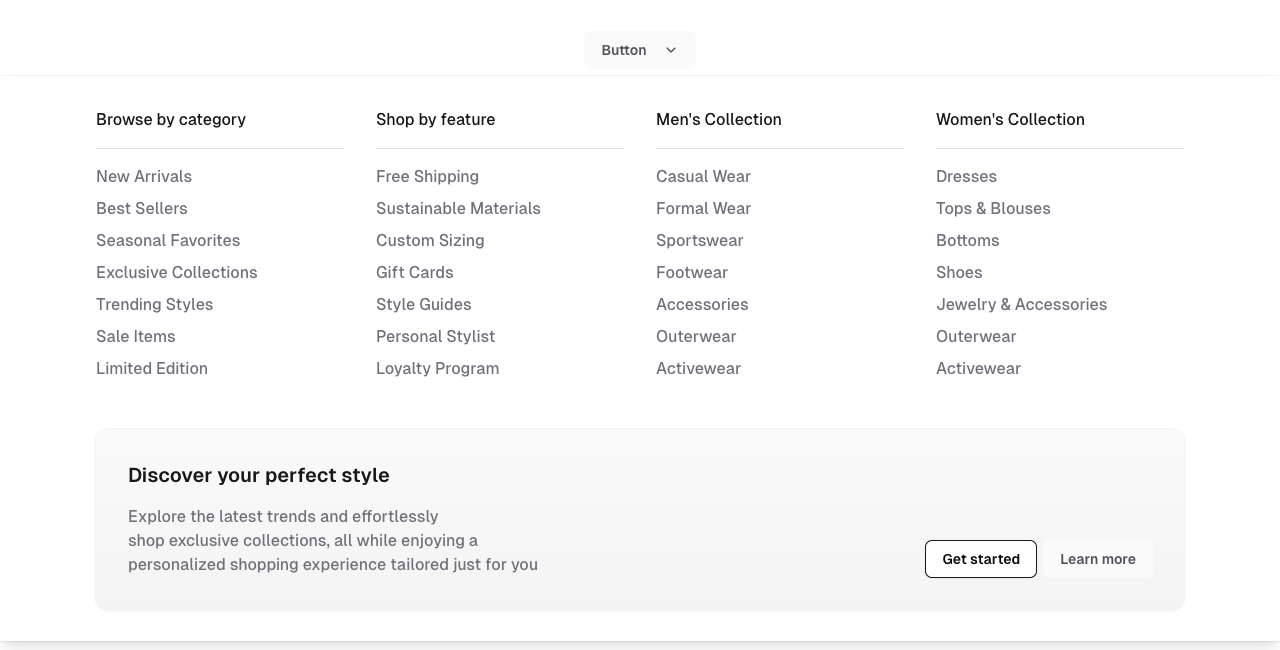 Button
Browse by category
New Arrivals
Best Sellers
Seasonal Favorites
Exclusive Collections
Trending Styles
Sale Items
Limited Edition
Shop by feature
Free Shipping
Sustainable Materials
Custom Sizing
Gift Cards
Style Guides
Personal Stylist
Loyalty Program
Men's Collection
Casual Wear
Formal Wear
Sportswear
Footwear
Accessories
Outerwear
Activewear
Women's Collection
Dresses
Tops & Blouses
Bottoms
Shoes
Jewelry & Accessories
Outerwear
Activewear
Discover your perfect style
Explore the latest trends and effortlessly
shop exclusive collections, all while enjoying a
personalized shopping experience tailored just for you
Get started
Learn more